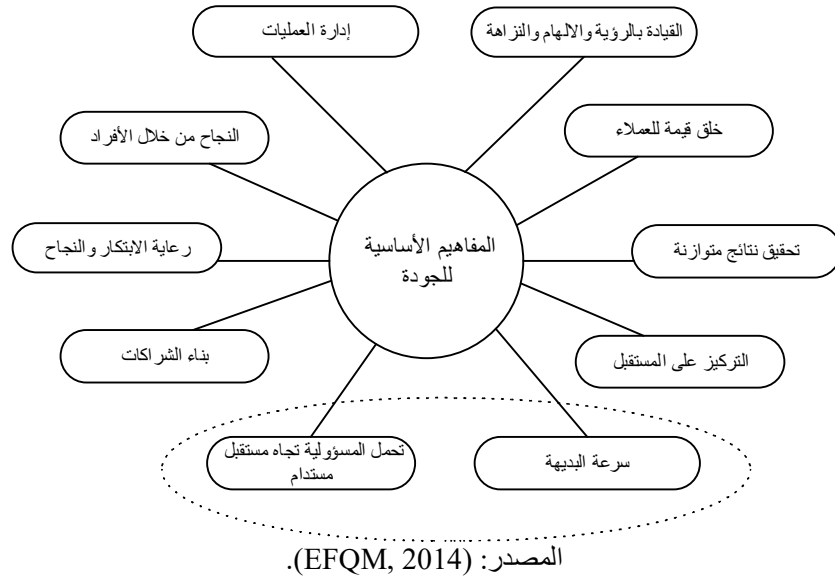 القيادة بالرؤية والالهام والنزاهة
إدارة العمليات
خلق قيمة للعملاء
النجاح من خلال الأفراد
المفاهيم الأساسية
للجودة
تحقيق نتائج متوازنة
رعاية الابتكار والنجاح
التركيز على المستقبل
بناء الشراكات
سرعة البديهة
تحمل المسؤولية تجاه مستقبل
مستدام
المصدر: (EFQM, 2014).